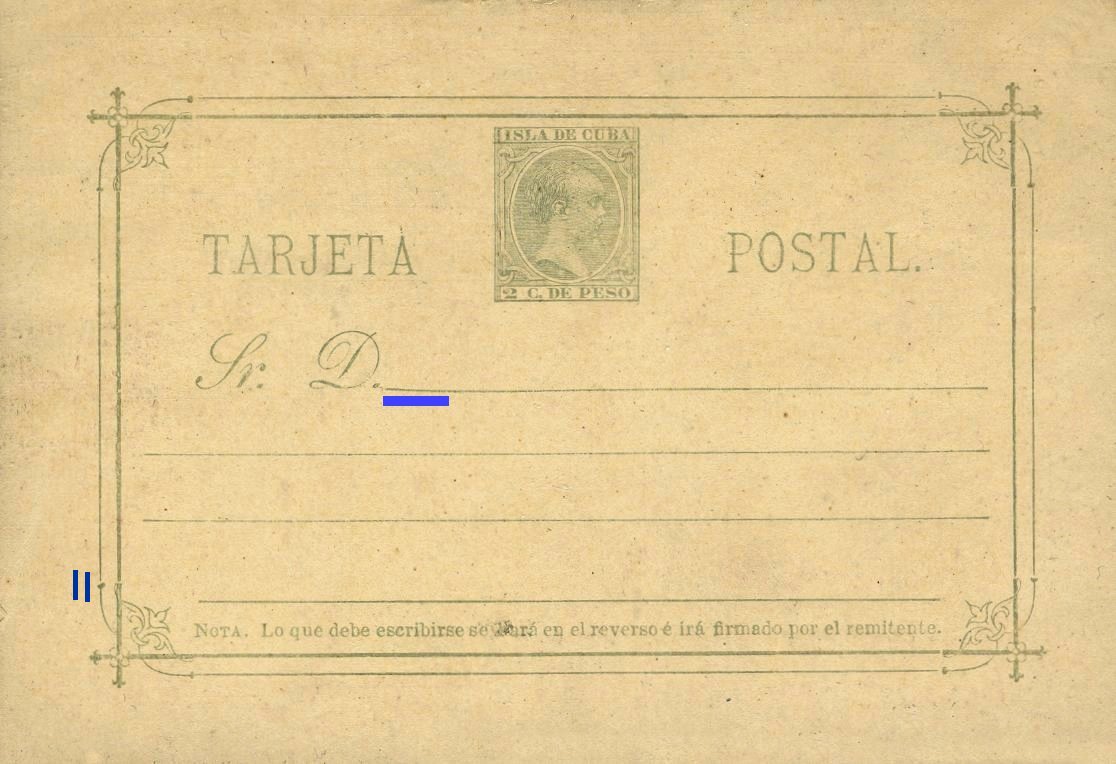 ISLA DE CUBA
TARJETA POSTAL.
2 C. DE PESO
Sr. D.
NOTA. Lo que debe escribirse se hará en el reverso é irá firmado por el remitente.